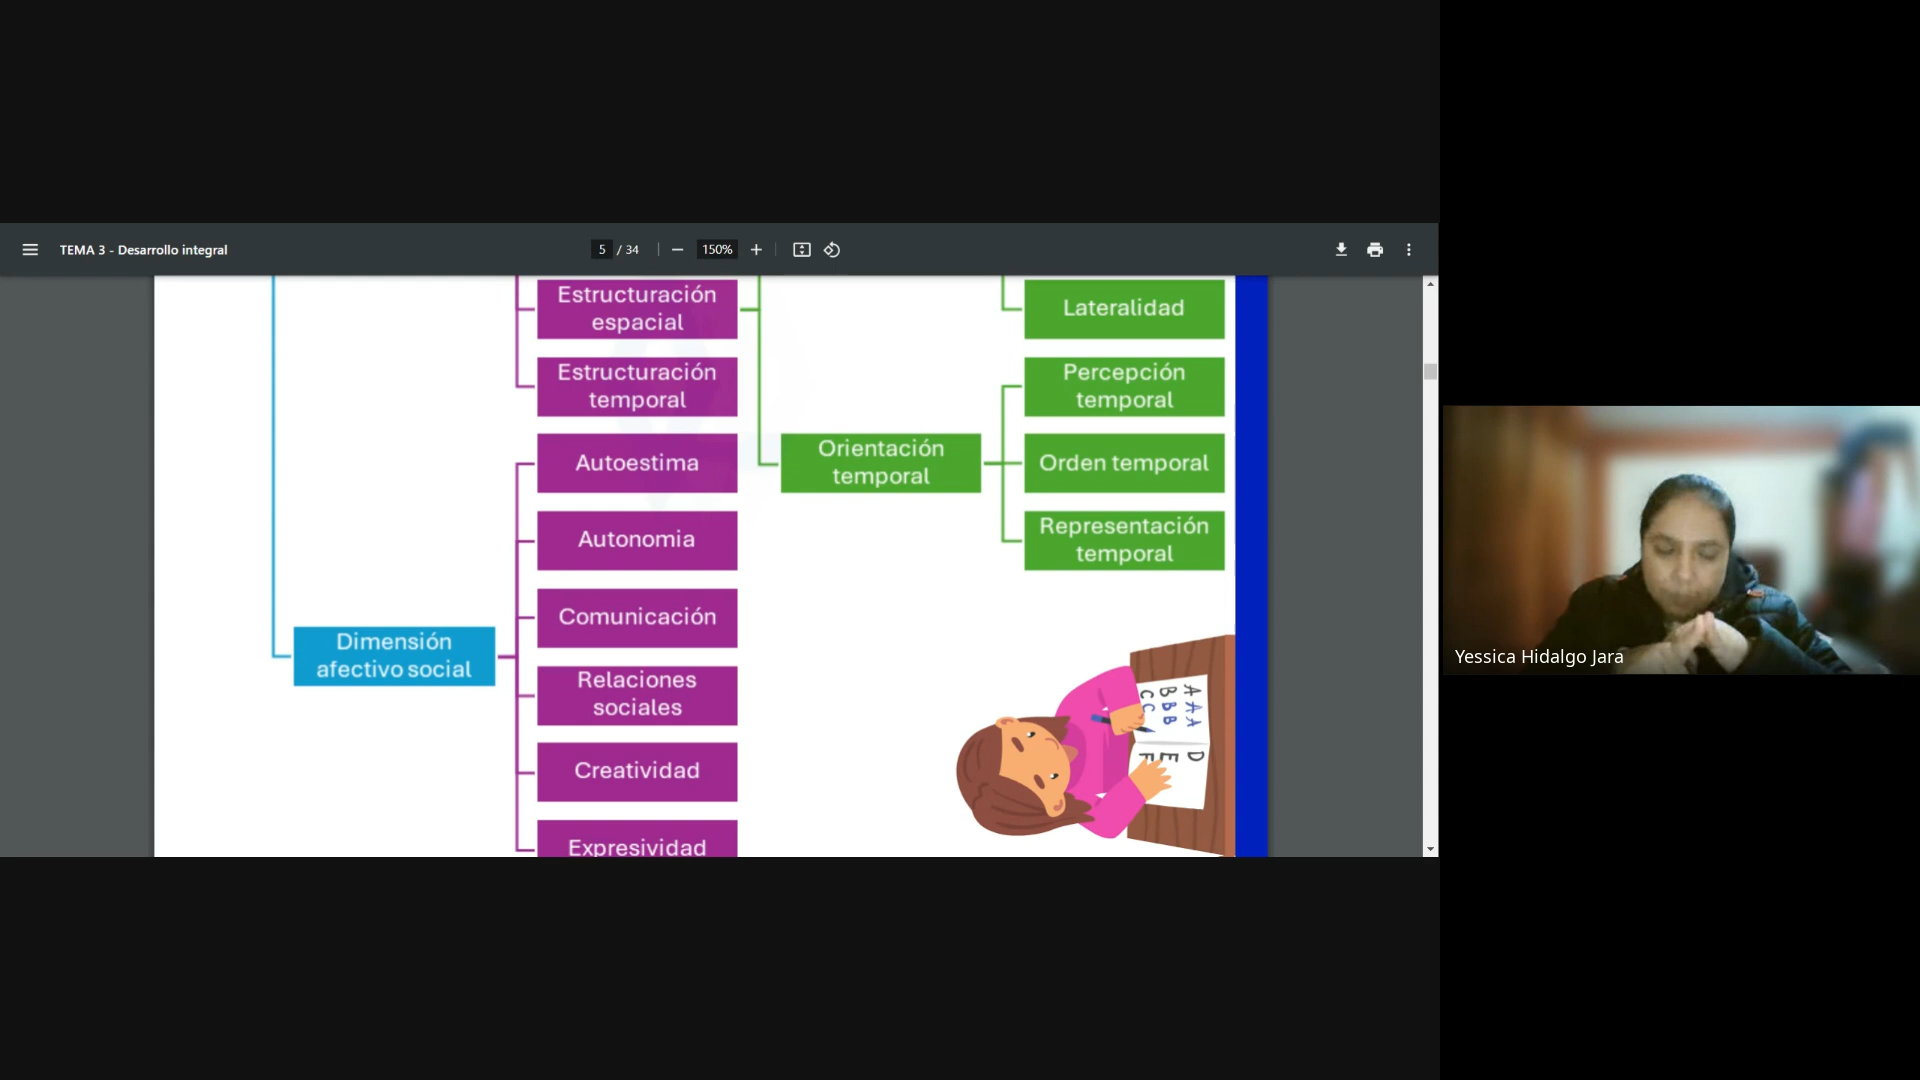 TEMA 3 - Desarrollo integral
5 / 34
150%
Estructuración
espacial
Lateralidad
Estructuración
temporal
Percepción
temporal
Autoestima
Orientación
temporal
Orden temporal
Autonomia
Representación
temporal
Comunicación
Dimensión
afectivo social
Relaciones
sociales
Creatividad
Expresividad
A A A
B B B
C C
D
E
F
Yessica Hidalgo Jara